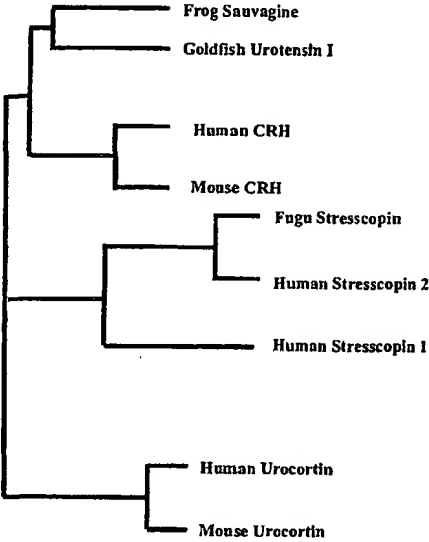 Frog Sauvagine
Goldfish Urotensin I
Human CRH
Mouse CRH
Fugu Stresscopin
Human Stresscopin 2
Human Stresscopin 1
Human Urocortin
Mouse Urocortin